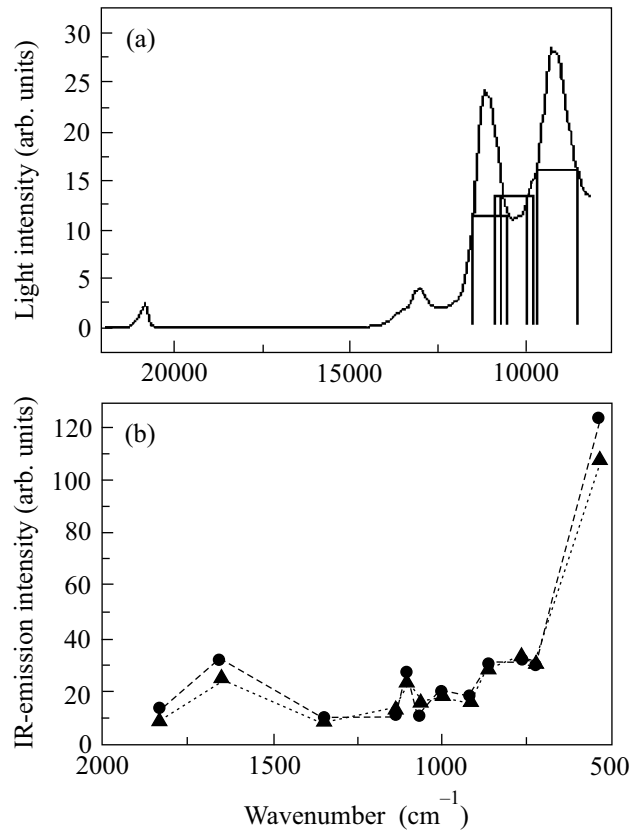 (a)
Light intensity (arb. units)
30
25
20
15
10
5
0
20000 15000 10000
(b)
IR-emission intensity (arb. units)
120
100
80
60
40
20
0
2000 1500 1000 500
Wavenumber (cm⁻¹)